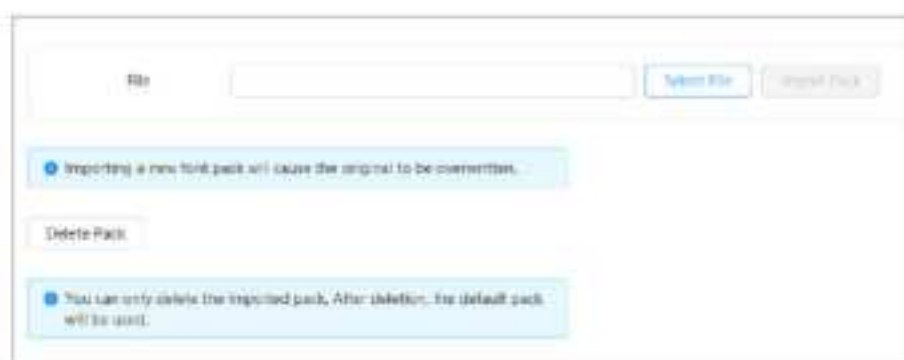 File Select File Import Pack
Importing a new font pack will cause the original to be overwritten.
Delete Pack
You can only delete the imported pack. After deletion, the default pack
will be used.